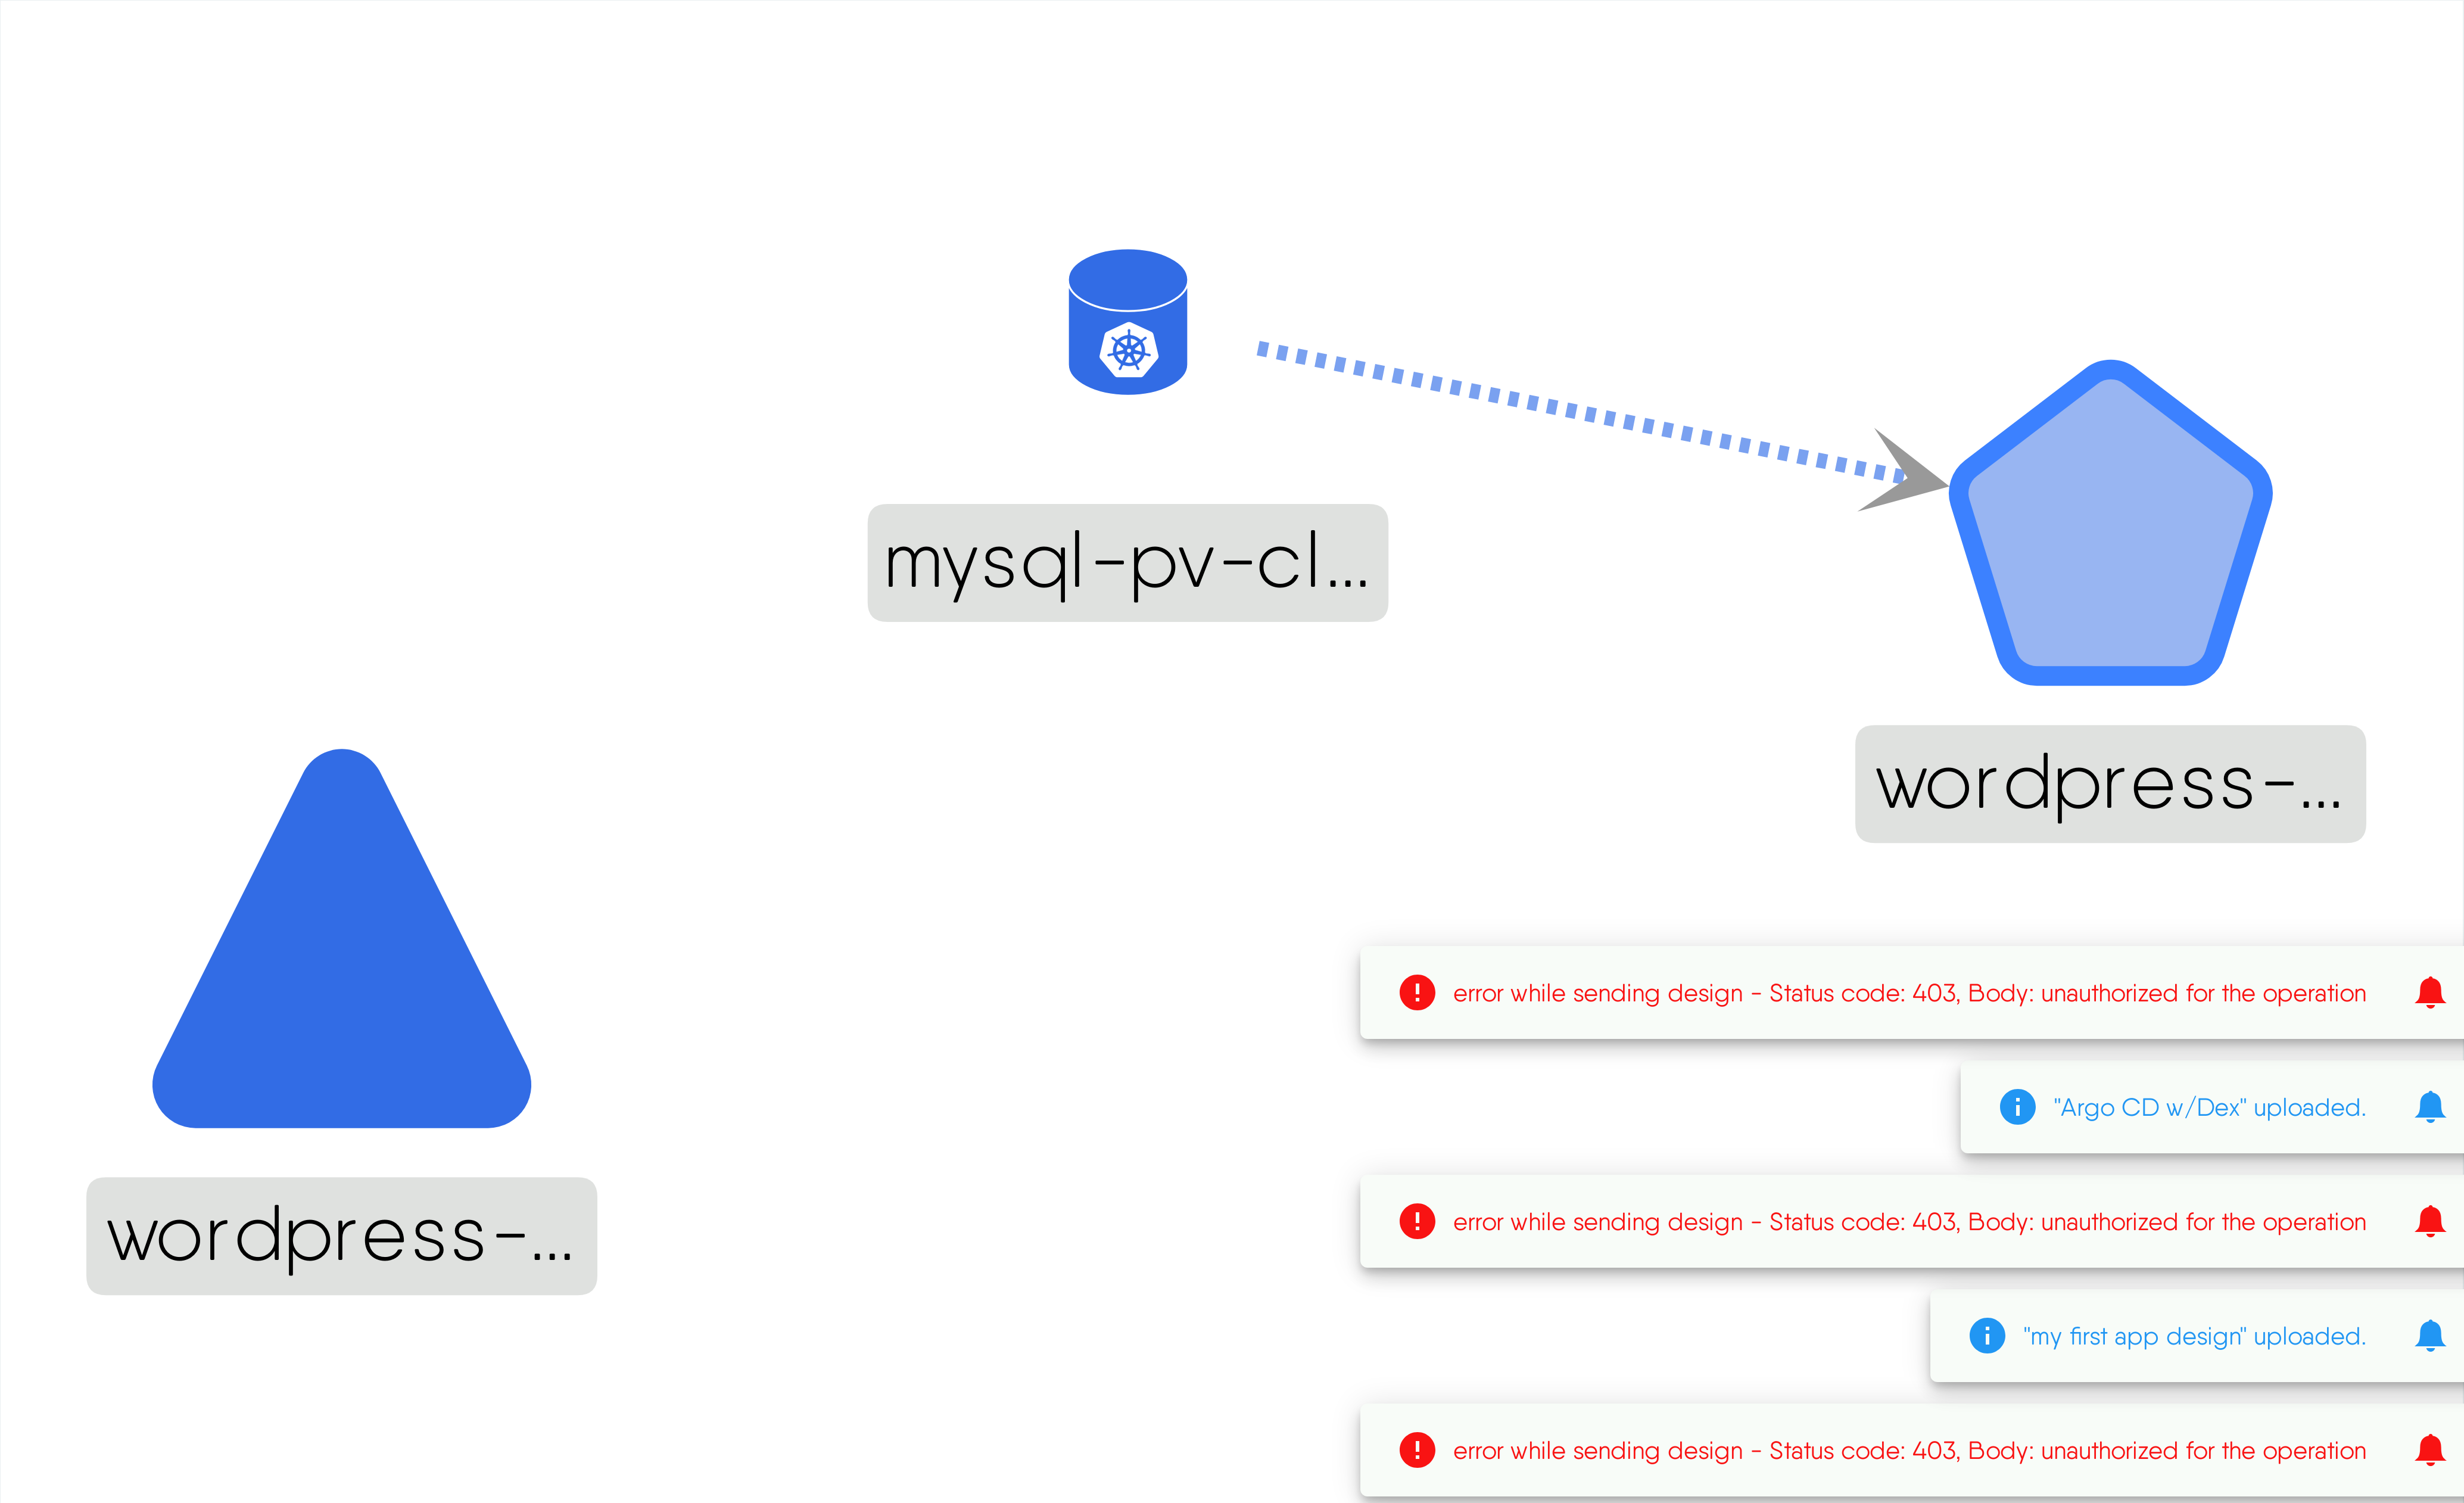 mysql-pv-cl...
wordpress-...
wordpress-...
error while sending design - Status code: 403, Body: unauthorized for the operation
"Argo CD w/Dex" uploaded.
error while sending design - Status code: 403, Body: unauthorized for the operation
"my first app design" uploaded.
error while sending design - Status code: 403, Body: unauthorized for the operation